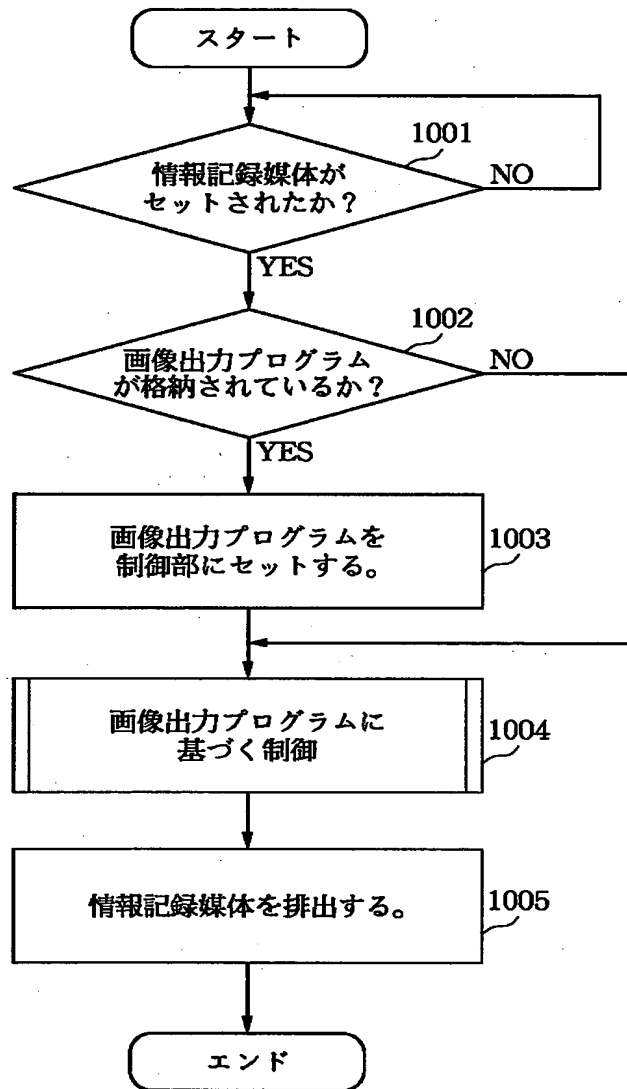 スタート
1001
情報記録媒体が
セットされたか？
NO
YES
1002
画像出力プログラム
が格納されているか？
NO
YES
画像出力プログラムを
制御部にセットする。
1003
画像出力プログラムに
基づく制御
1004
情報記録媒体を排出する。
1005
エンド